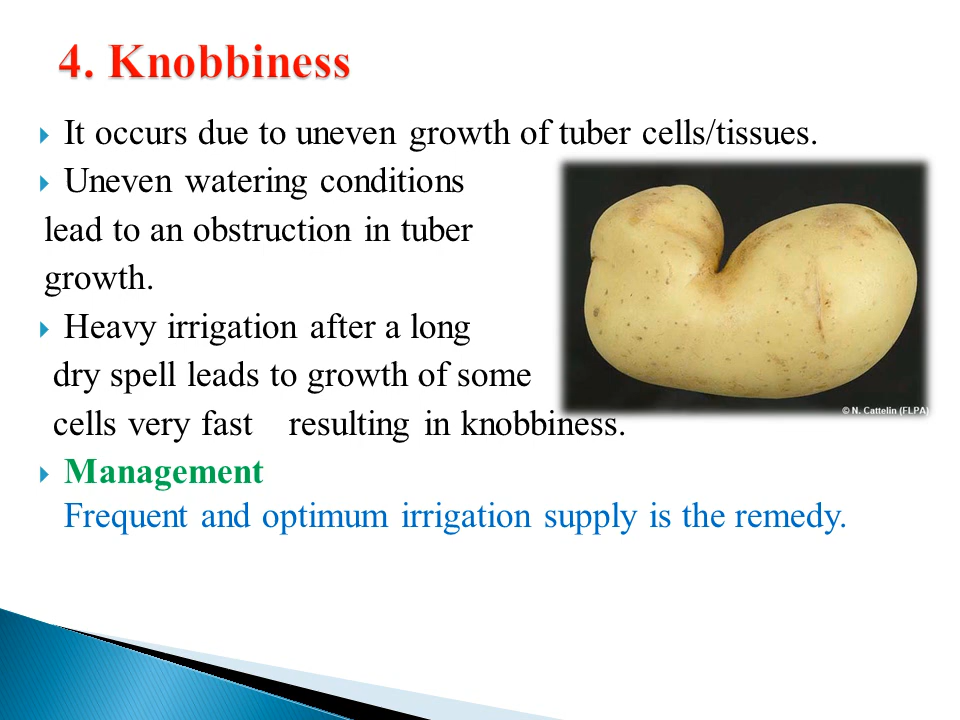 4. Knobbiness
It occurs due to uneven growth of tuber cells/tissues.
Uneven watering conditions
lead to an obstruction in tuber
growth.
Heavy irrigation after a long
dry spell leads to growth of some
cells very fast resulting in knobbiness.
© N. Cattelin (FLPA)
Management
Frequent and optimum irrigation supply is the remedy.